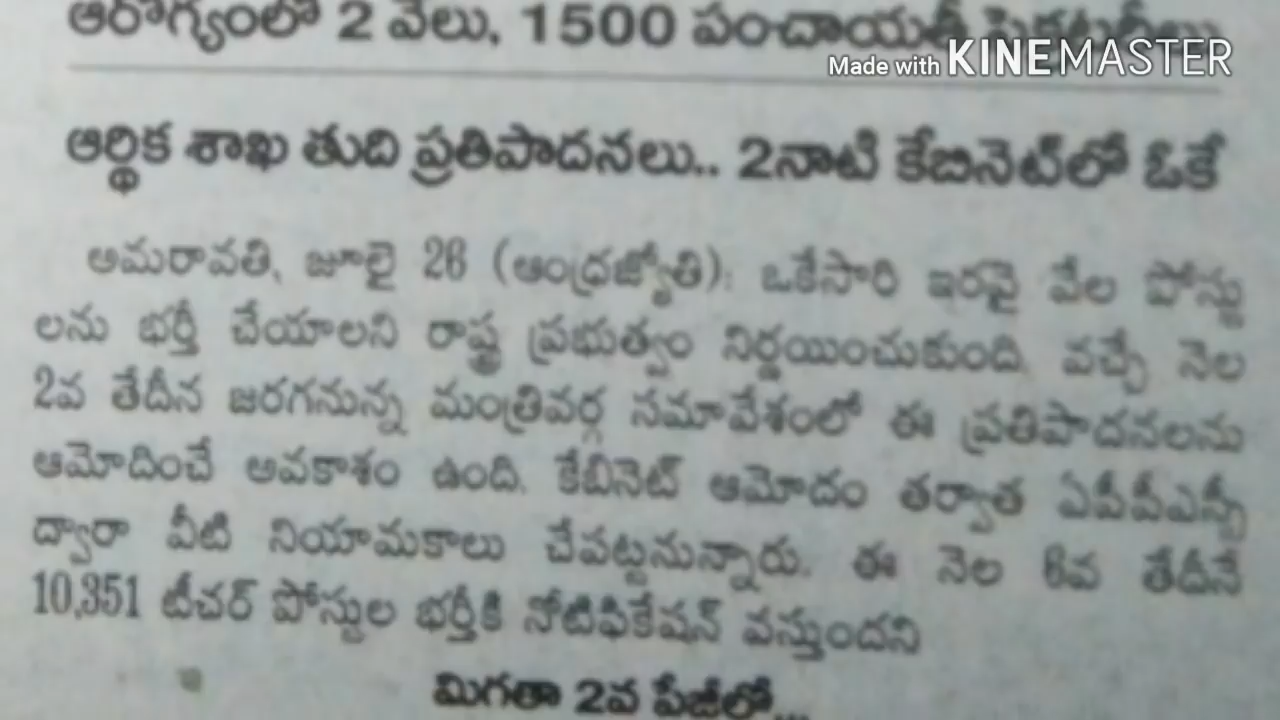 ఆరోగ్యంలో 2 వేలు, 1500 పంచాయతీ సెక్రటరీలు
Made with KINEMASTER
ఆర్థిక శాఖ తుది ప్రతిపాదనలు.. 2నాటి కేబినెట్‌లో ఓకే
అమరావతి, జూలై 26 (ఆంధ్రజ్యోతి): ఒకేసారి ఇరవై వేల పోస్టు
లను భర్తీ చేయాలని రాష్ట్ర ప్రభుత్వం నిర్ణయించుకుంది. వచ్చే నెల
2వ తేదీన జరగనున్న మంత్రివర్గ సమావేశంలో ఈ ప్రతిపాదనలను
ఆమోదించే అవకాశం ఉంది. కేబినెట్ ఆమోదం తర్వాత ఏపీపీఎస్సీ
ద్వారా వీటి నియామకాలు చేపట్టనున్నారు. ఈ నెల 6వ తేదీనే
10,351 టీచర్ పోస్టుల భర్తీకి నోటిఫికేషన్ వస్తుందని
మిగతా 2వ పేజీలో...